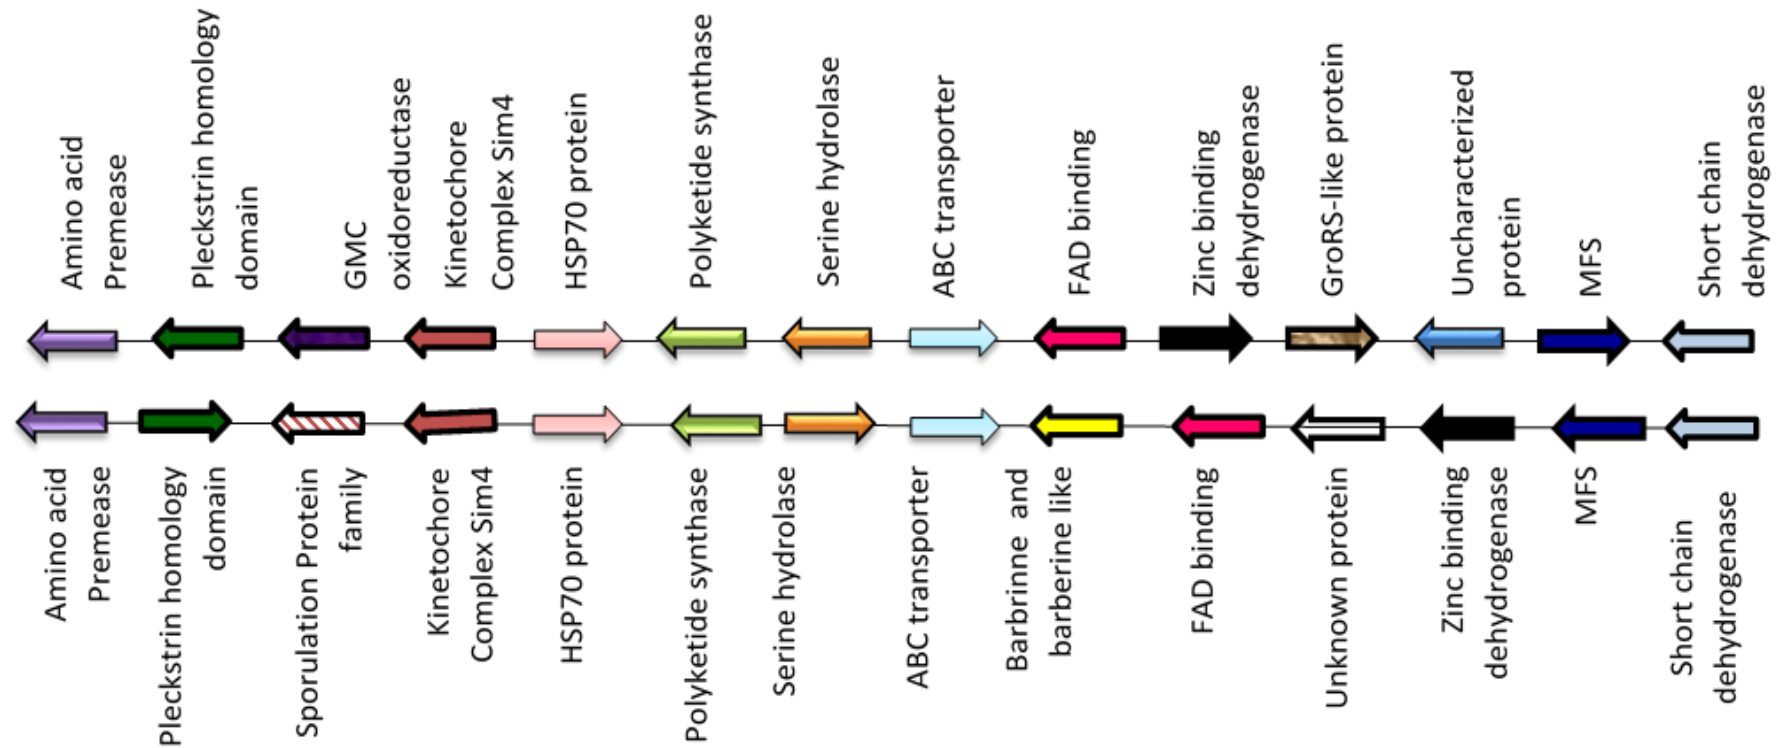 Amino acid
Premease
Pleckstrin homology
domain
GMC
oxidoreductase
Kinetochore
Complex Sim4
HSP70 protein
Polyketide synthase
Serine hydrolase
ABC transporter
FAD binding
Zinc binding
dehydrogenase
GroRS-like protein
Uncharacterized
protein
MFS
Short chain
dehydrogenase
Amino acid
Premease
Pleckstrin homology
domain
Sporulation Protein
family
Kinetochore
Complex Sim4
HSP70 protein
Polyketide synthase
Serine hydrolase
ABC transporter
Barbrinne and
barberine like
FAD binding
Unknown protein
Zinc binding
dehydrogenase
MFS
Short chain
dehydrogenase